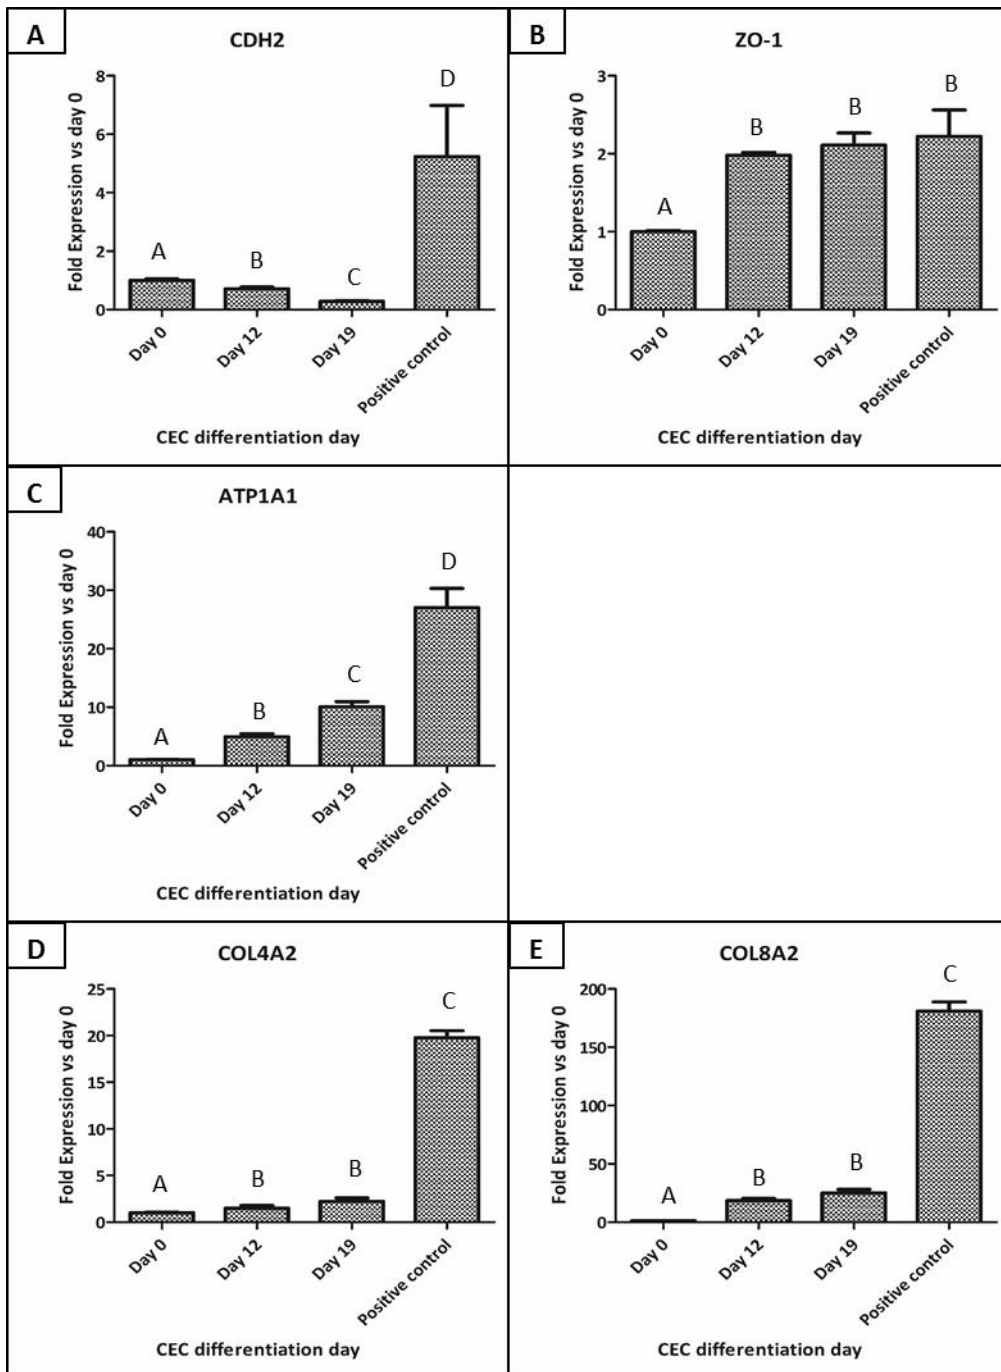 A
CDH2
Fold Expression vs day 0
8
6
4
2
0
A
B
C
D
Day 0
Day 12
Day 19
Positive control
CEC differentiation day
B
ZO-1
Fold Expression vs day 0
3
2
1
0
A
B
B
B
Day 0
Day 12
Day 19
Positive control
CEC differentiation day
C
ATP1A1
Fold Expression vs day 0
40
30
20
10
0
A
B
C
D
Day 0
Day 12
Day 19
Positive control
CEC differentiation day
D
COL4A2
Fold Expression vs day 0
25
20
15
10
5
0
A
B
B
C
Day 0
Day 12
Day 19
Positive control
CEC differentiation day
E
COL8A2
Fold Expression vs day 0
200
150
100
50
0
A
B
B
C
Day 0
Day 12
Day 19
Positive control
CEC differentiation day